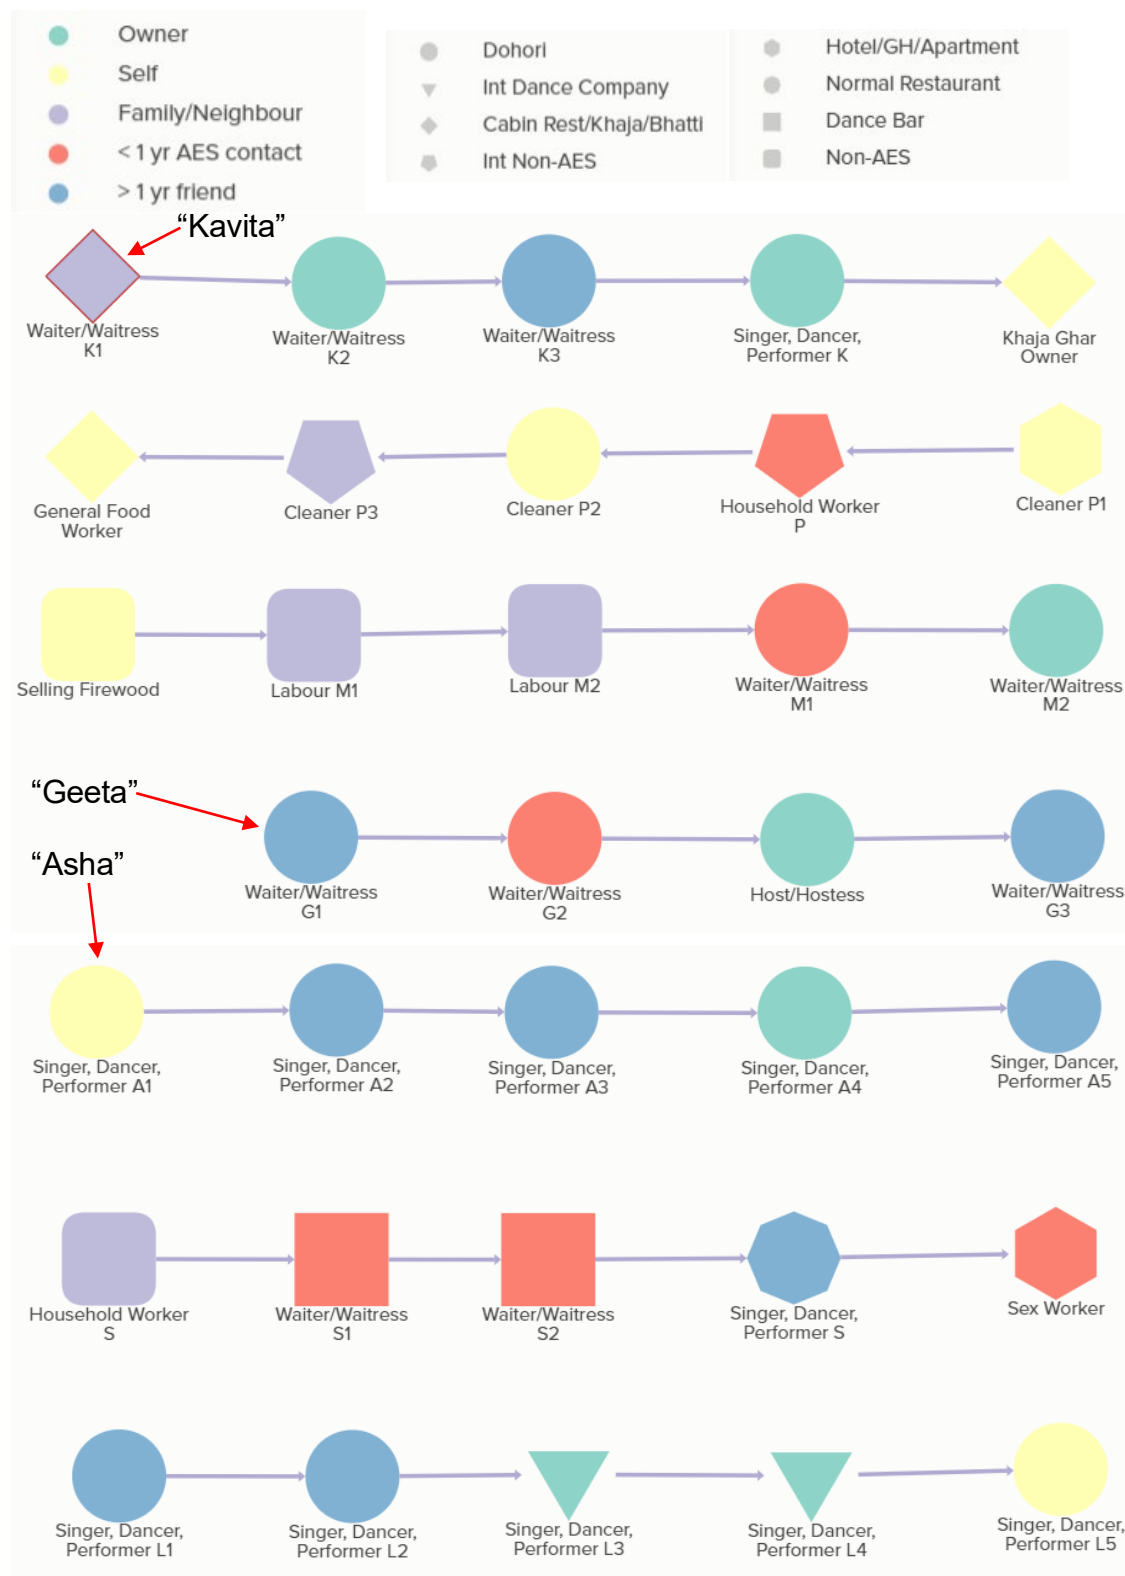 Owner
Self
Family/Neighbour
< 1 yr AES contact
> 1 yr friend
Dohori
Int Dance Company
Cabin Rest/Khaja/Bhatti
Int Non-AES
Hotel/GH/Apartment
Normal Restaurant
Dance Bar
Non-AES
“Kavita”
Waiter/Waitress
K1
Waiter/Waitress
K2
Waiter/Waitress
K3
Singer, Dancer,
Performer K
Khaja Ghar
Owner
General Food
Worker
Cleaner P3
Cleaner P2
Household Worker
P
Cleaner P1
Selling Firewood
Labour M1
Labour M2
Waiter/Waitress
M1
Waiter/Waitress
M2
“Geeta”
Waiter/Waitress
G1
Waiter/Waitress
G2
Host/Hostess
Waiter/Waitress
G3
“Asha”
Singer, Dancer,
Performer A1
Singer, Dancer,
Performer A2
Singer, Dancer,
Performer A3
Singer, Dancer,
Performer A4
Singer, Dancer,
Performer A5
Household Worker
S
Waiter/Waitress
S1
Waiter/Waitress
S2
Singer, Dancer,
Performer S
Sex Worker
Singer, Dancer,
Performer L1
Singer, Dancer,
Performer L2
Singer, Dancer,
Performer L3
Singer, Dancer,
Performer L4
Singer, Dancer,
Performer L5